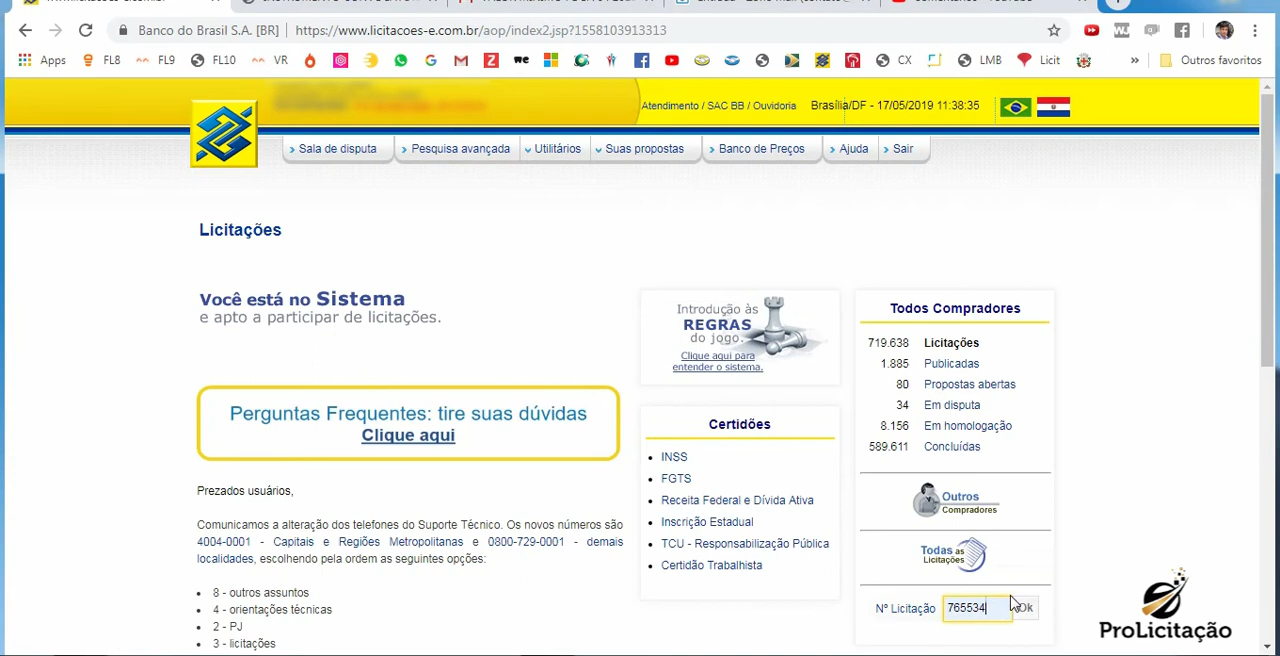 Banco do Brasil S.A. [BR] | https://www.licitacoes-e.com.br/aop/index2.jsp?1558103913313
Apps FL8 FL9 FL10 VR we CX LMB Licit » Outros favoritos
Atendimento / SAC BB / Ouvidoria Brasília/DF - 17/05/2019 11:38:35
Sala de disputa Pesquisa avançada Utilitários Suas propostas Banco de Preços Ajuda Sair
Licitações
Você está no Sistema
e apto a participar de licitações.
Perguntas Frequentes: tire suas dúvidas
Clique aqui
Prezados usuários,
Comunicamos a alteração dos telefones do Suporte Técnico. Os novos números são
4004-0001 - Capitais e Regiões Metropolitanas e 0800-729-0001 - demais
localidades, escolhendo pela ordem as seguintes opções:
8 - outros assuntos
4 - orientações técnicas
2 - PJ
3 - licitações
Introdução às
REGRAS
do jogo.
Clique aqui para
entender o sistema.
Certidões
INSS
FGTS
Receita Federal e Dívida Ativa
Inscrição Estadual
TCU - Responsabilização Pública
Certidão Trabalhista
Todos Compradores
719.638 Licitações
1.885 Publicadas
80 Propostas abertas
34 Em disputa
8.156 Em homologação
589.611 Concluídas
Outros
Compradores
Todas as
Licitações
Nº Licitação 765534 Ok
ProLicitação